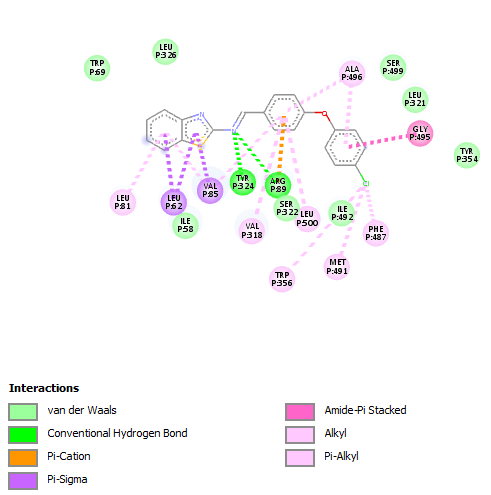 LEU
P:326
TRP
P:69
ALA
P:496
SER
P:499
LEU
P:321
GLY
P:495
TYR
P:354
N
N
S
O
Cl
LEU
P:81
LEU
P:62
VAL
P:85
TYR
P:324
ARG
P:89
ILE
P:58
SER
P:322
LEU
P:500
ILE
P:492
VAL
P:318
PHE
P:487
MET
P:491
TRP
P:356
Interactions
van der Waals
Conventional Hydrogen Bond
Pi-Cation
Pi-Sigma
Amide-Pi Stacked
Alkyl
Pi-Alkyl